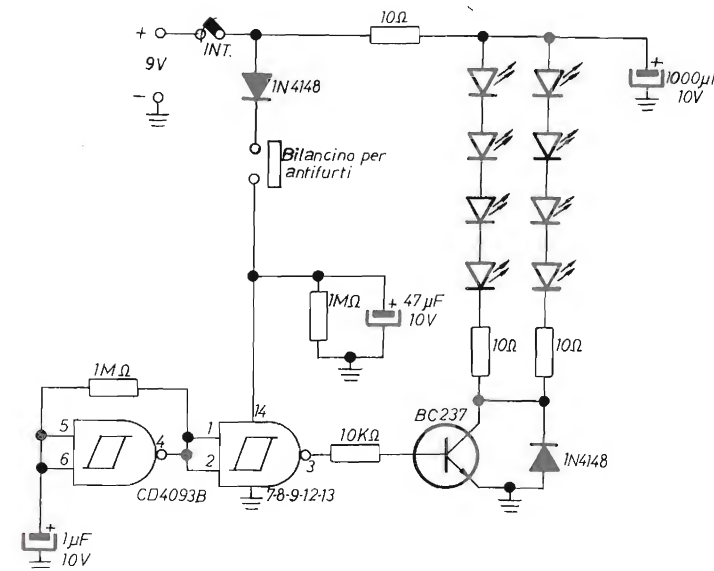 +
INT.
10Ω
9V
-
1N4148
+
1000µF
10V
Bilancino per
antifurti
1MΩ
+
47µF
10V
1MΩ
10Ω
10Ω
BC237
14
5
4
1
10KΩ
6
2
3
1N4148
CD4093B
7-8-9-12-13
+
1µF
10V